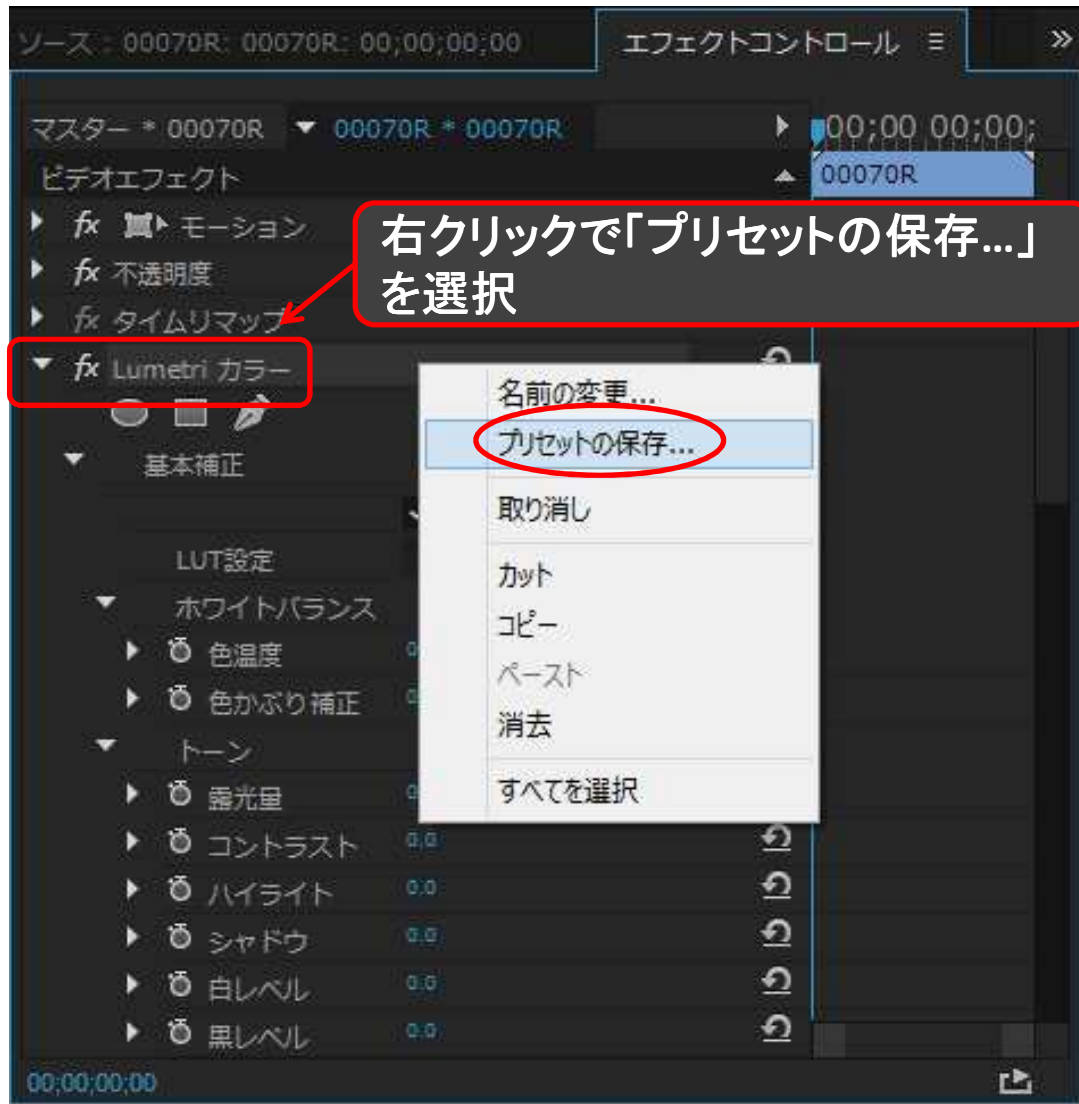 ソース : 00070R: 00070R: 00;00;00;00
エフェクトコントロール
マスター * 00070R
00070R * 00070R
00;00 00;00;
ビデオエフェクト
00070R
fx モーション
右クリックで「プリセットの保存...」
を選択
fx 不透明度
fx タイムリマップ
fx Lumetri カラー
名前の変更...
プリセットの保存...
基本補正
取り消し
LUT設定
カット
ホワイトバランス
コピー
色温度
ペースト
色かぶり補正
消去
トーン
すべてを選択
露光量
コントラスト 0.0
ハイライト 0.0
シャドウ 0.0
白レベル 0.0
黒レベル 0.0
00;00;00;00